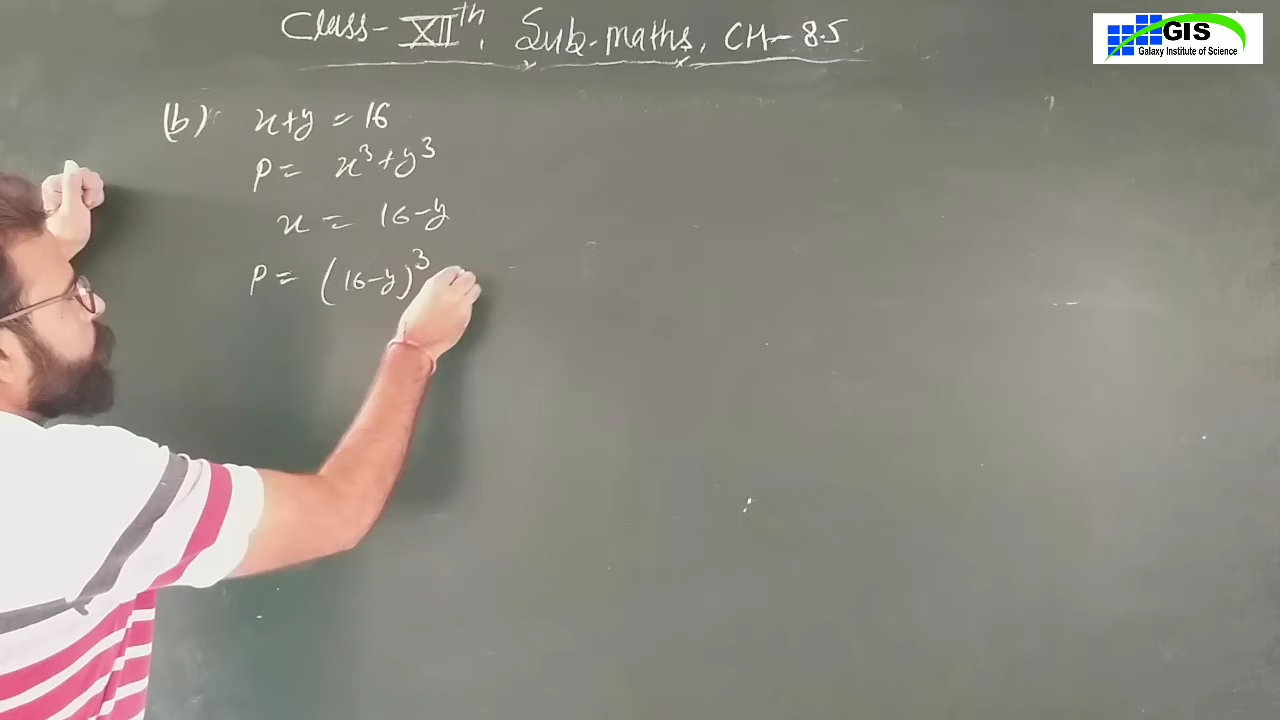 Class- XIIth, Sub-maths, CH- 8.5
GIS
Galaxy Institute of Science
(b) x+y = 16
P = x³+y³
x = 16-y
P = (16-y)³